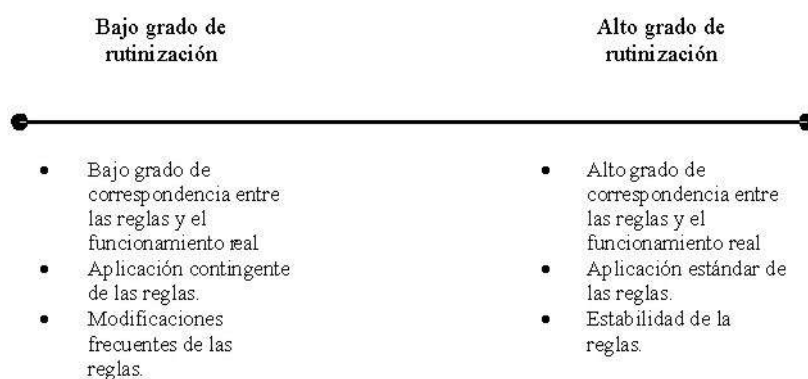 Bajo grado de
rutinización
Alto grado de
rutinización
• Bajo grado de
correspondencia entre
las reglas y el
funcionamiento real
• Aplicación contingente
de las reglas.
• Modificaciones
frecuentes de las
reglas.
• Alto grado de
correspondencia entre
las reglas y el
funcionamiento real
• Aplicación estándar de
las reglas.
• Estabilidad de la
reglas.